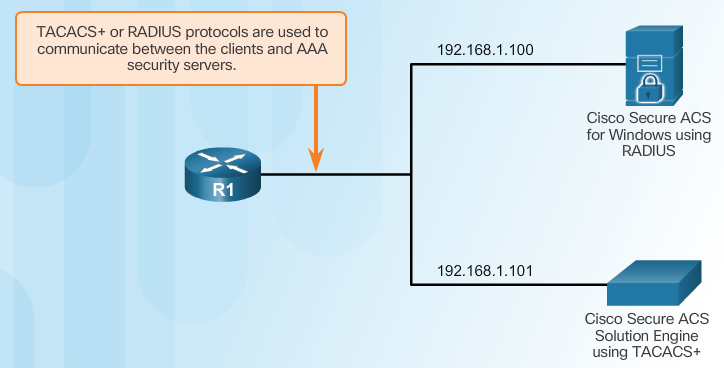 TACACS+ or RADIUS protocols are used to
communicate between the clients and AAA
security servers.
192.168.1.100
Cisco Secure ACS
for Windows using
RADIUS
R1
192.168.1.101
Cisco Secure ACS
Solution Engine
using TACACS+